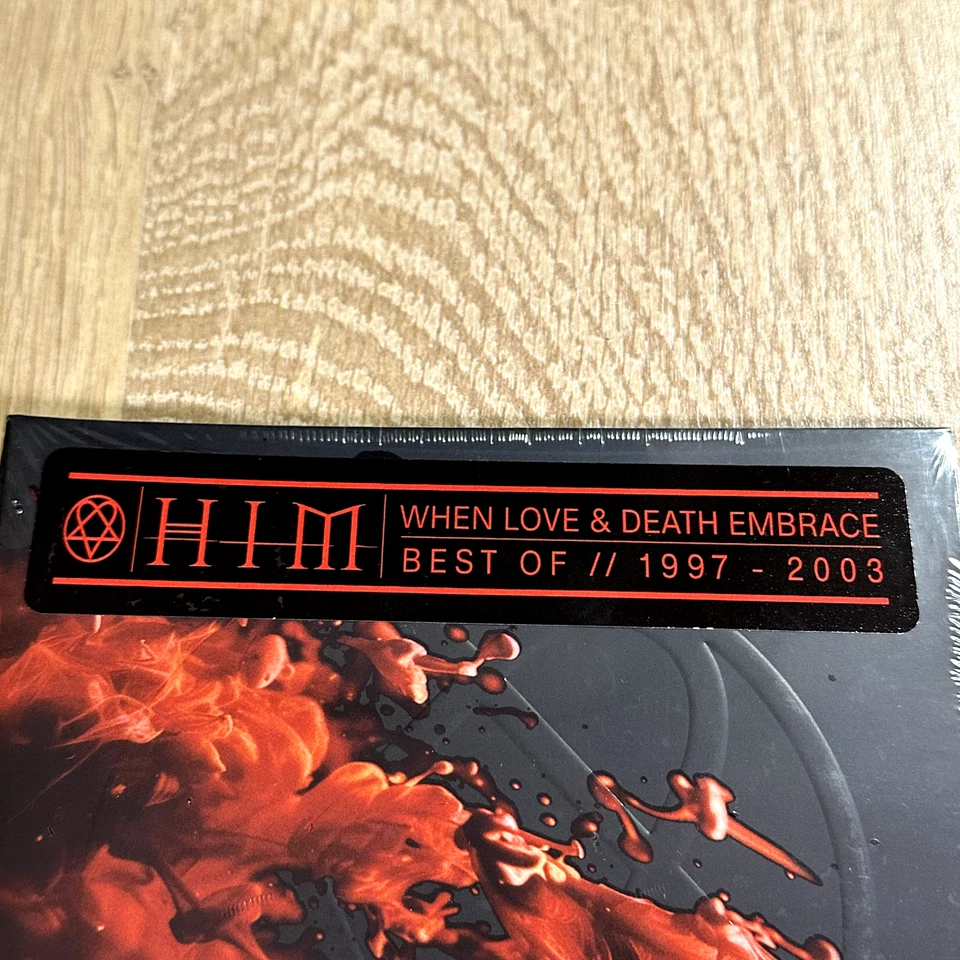 HIM
WHEN LOVE & DEATH EMBRACE
BEST OF // 1997 - 2003